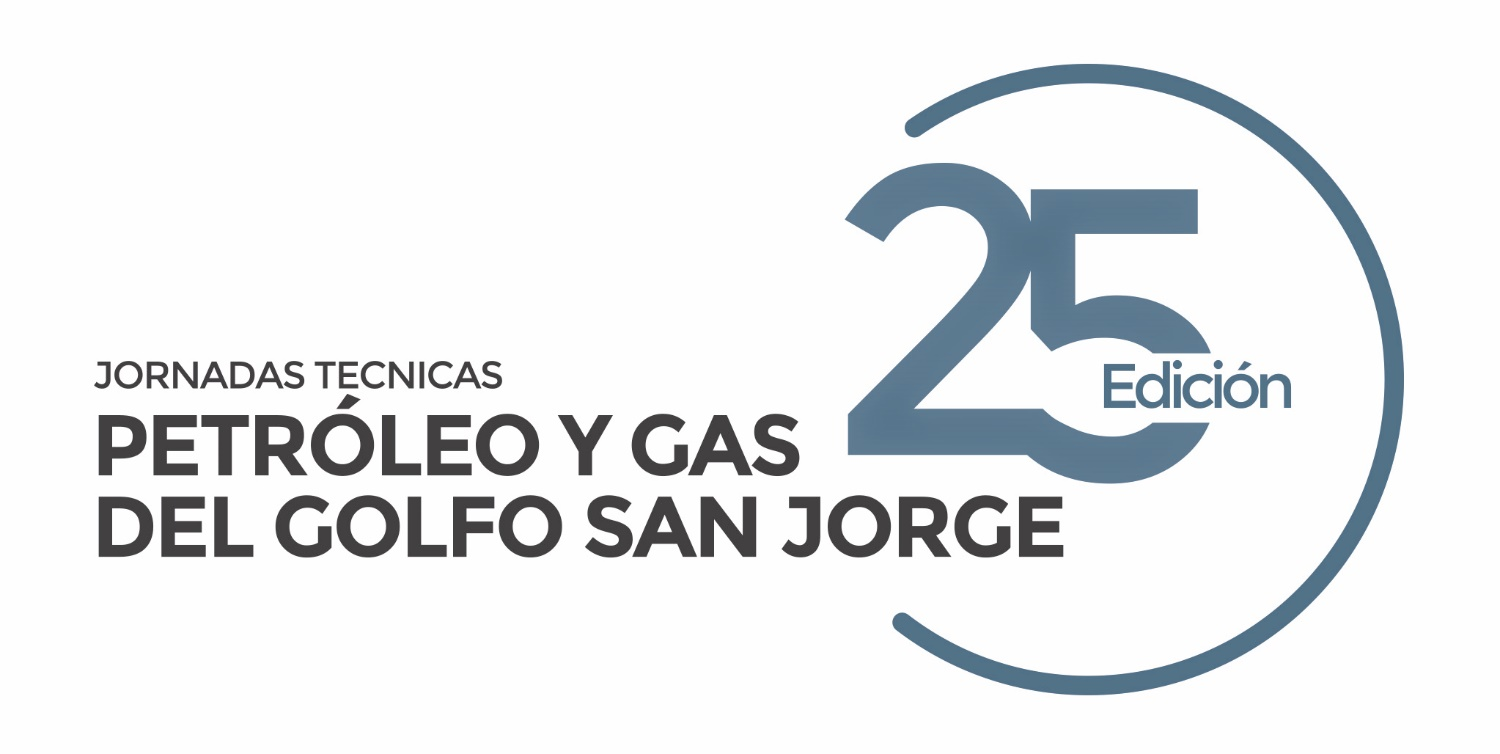 JORNADAS TECNICAS
PETRÓLEO Y GAS
DEL GOLFO SAN JORGE
25
Edición